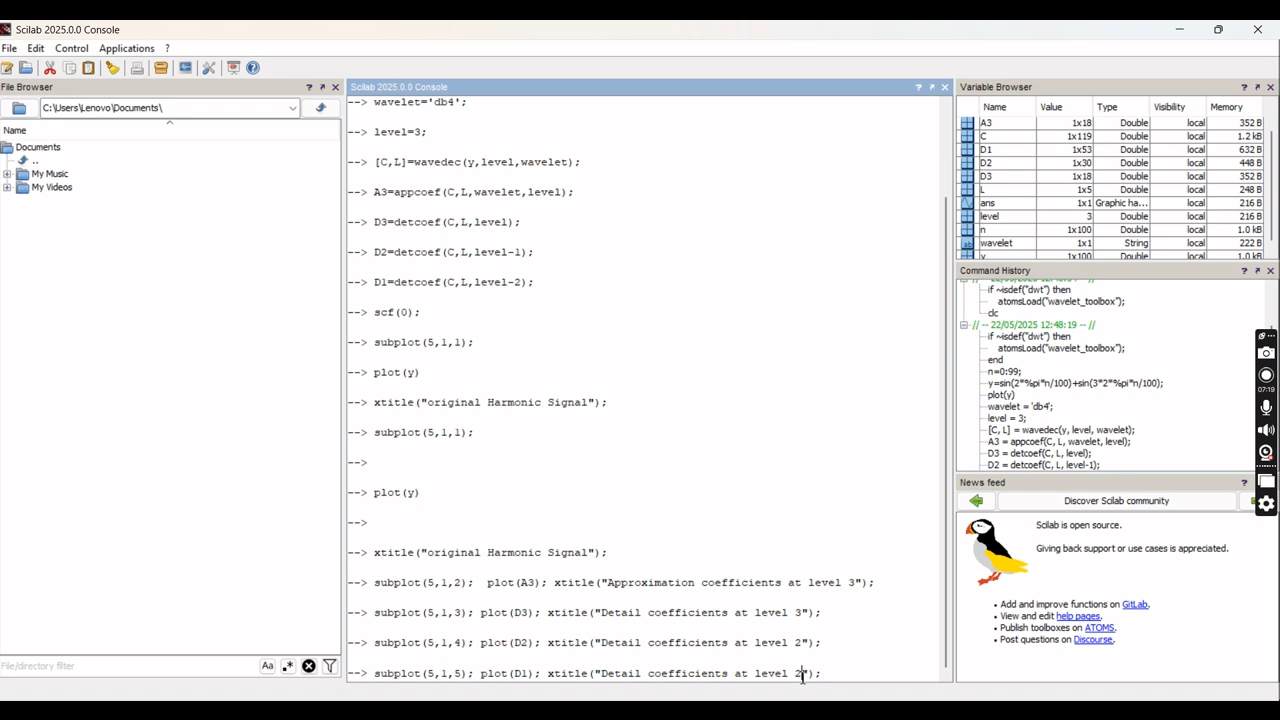 Scilab 2025.0.0 Console
File Edit Control Applications ?
File Browser ? ↗ ×
C:\Users\Lenovo\Documents\
Name
Documents
..
My Music
My Videos
File/directory filter
Aa .*
Scilab 2025.0.0 Console ? ↗ ×
--> wavelet='db4';
--> level=3;
--> [C,L]=wavedec(y,level,wavelet);
--> A3=appcoef(C,L,wavelet,level);
--> D3=detcoef(C,L,level);
--> D2=detcoef(C,L,level-1);
--> D1=detcoef(C,L,level-2);
--> scf(0);
--> subplot(5,1,1);
--> plot(y)
--> xtitle("original Harmonic Signal");
--> subplot(5,1,1);
-->
--> plot(y)
-->
--> xtitle("original Harmonic Signal");
--> subplot(5,1,2);  plot(A3); xtitle("Approximation coefficients at level 3");
--> subplot(5,1,3); plot(D3); xtitle("Detail coefficients at level 3");
--> subplot(5,1,4); plot(D2); xtitle("Detail coefficients at level 2");
--> subplot(5,1,5); plot(D1); xtitle("Detail coefficients at level 2");
Variable Browser ? ↗ ×
Name Value Type Visibility Memory
A3 1x18 Double local 352 B
C 1x119 Double local 1.2 kB
D1 1x53 Double local 632 B
D2 1x30 Double local 448 B
D3 1x18 Double local 352 B
L 1x5 Double local 248 B
ans 1x1 Graphic ha... local 216 B
level 3 Double local 216 B
n 1x100 Double local 1.0 kB
wavelet 1x1 String local 222 B
y 1x100 Double local 1.0 kB
Command History ? ↗ ×
if ~isdef("dwt") then
atomsLoad("wavelet_toolbox");
clc
// -- 22/05/2025 12:48:19 -- //
if ~isdef("dwt") then
atomsLoad("wavelet_toolbox");
end
n=0:99;
y=sin(2*%pi*n/100)+sin(3*2*%pi*n/100);
plot(y)
wavelet = 'db4';
level = 3;
[C, L] = wavedec(y, level, wavelet);
A3 = appcoef(C, L, wavelet, level);
D3 = detcoef(C, L, level);
D2 = detcoef(C, L, level-1);
07:19
News feed ?
Discover Scilab community
Scilab is open source.
Giving back support or use cases is appreciated.
• Add and improve functions on GitLab.
• View and edit help pages.
• Publish toolboxes on ATOMS.
• Post questions on Discourse.